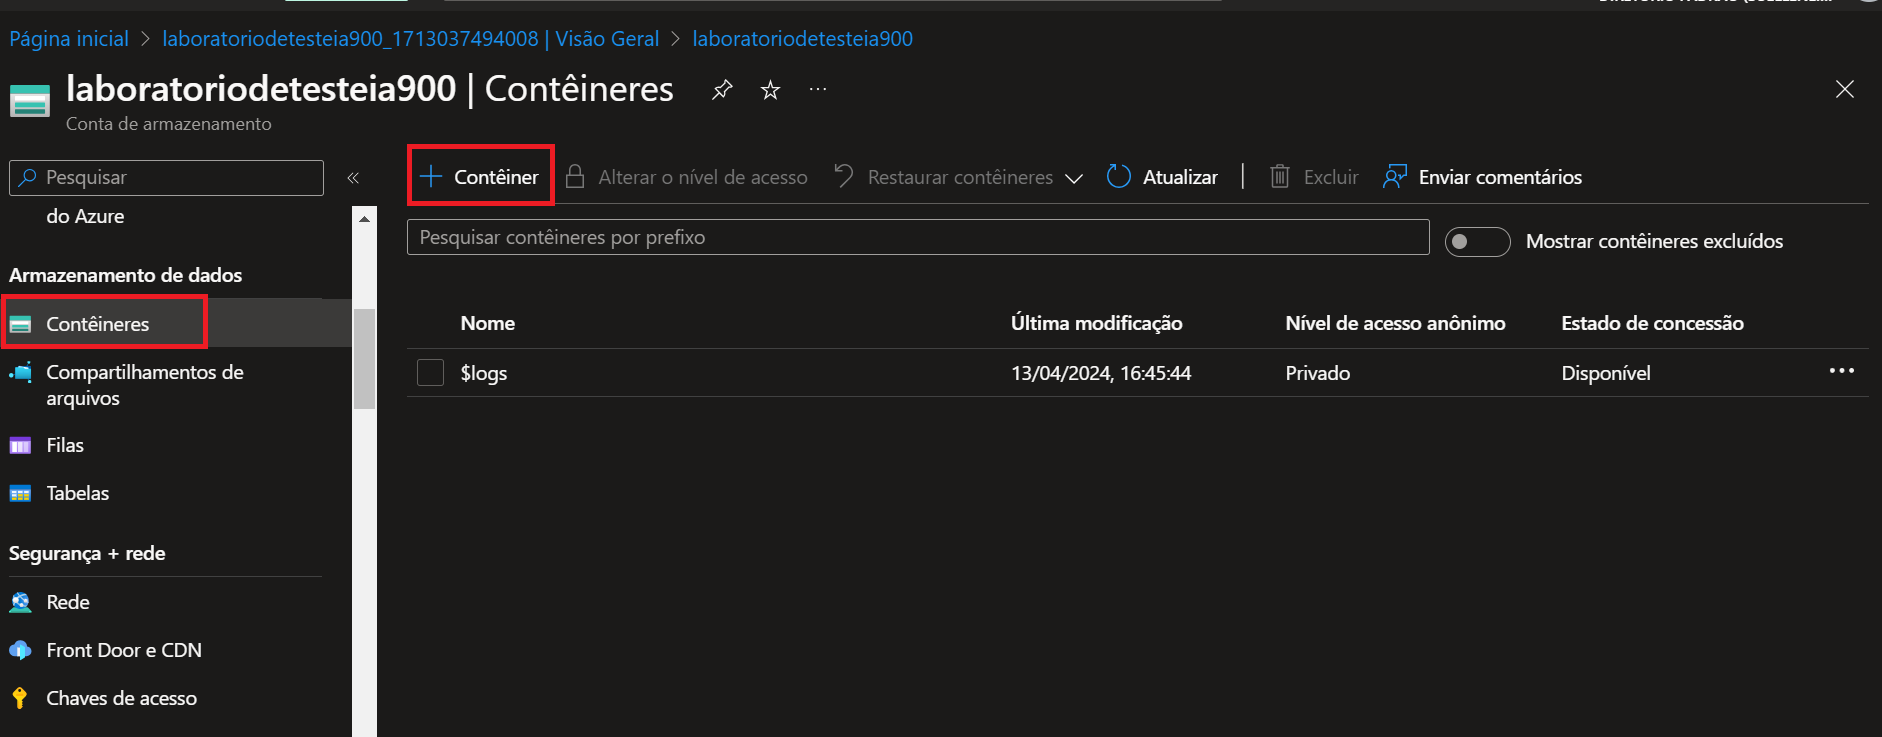 Página inicial > laboratoriodetesteia900_1713037494008 | Visão Geral > laboratoriodetesteia900
laboratoriodetesteia900 | Contêineres
Conta de armazenamento
Pesquisar
do Azure
Armazenamento de dados
Contêineres
Compartilhamentos de
arquivos
Filas
Tabelas
Segurança + rede
Rede
Front Door e CDN
Chaves de acesso
Contêiner Alterar o nível de acesso Restaurar contêineres Atualizar | Excluir Enviar comentários
Pesquisar contêineres por prefixo Mostrar contêineres excluídos
Nome Última modificação Nível de acesso anônimo Estado de concessão
$logs 13/04/2024, 16:45:44 Privado Disponível